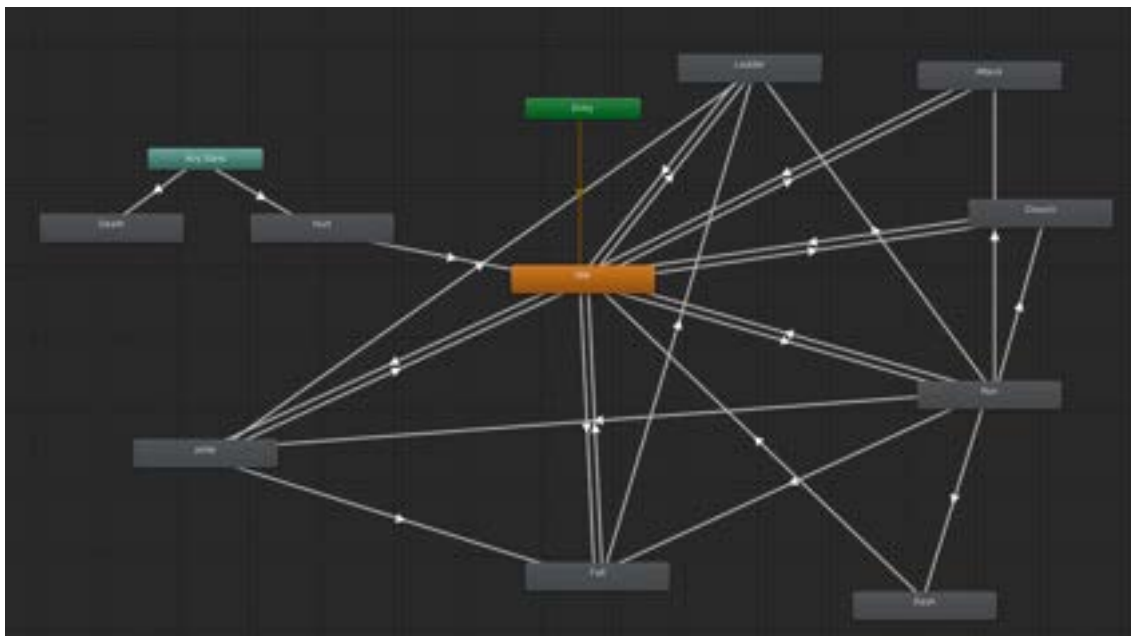 Ladder
Attack
Entry
Any State
Death
Hurt
Crouch
Idle
Run
Jump
Fall
Dash